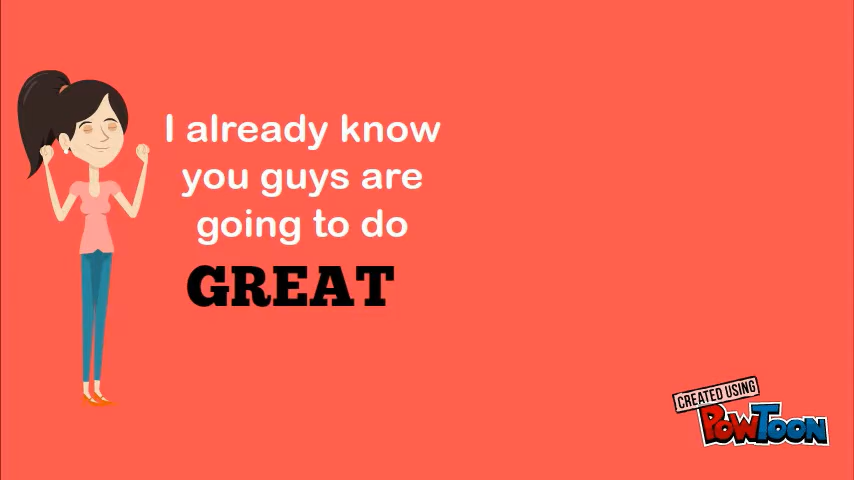 I already know
you guys are
going to do
GREAT
CREATED USING
POWTOON